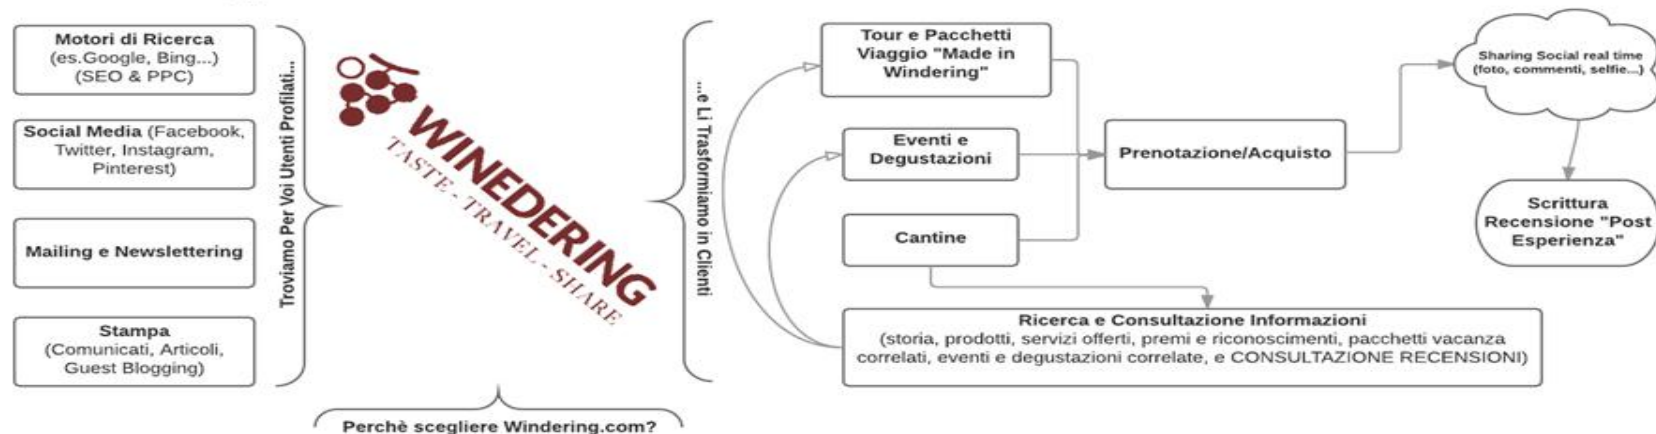 Motori di Ricerca
(es.Google, Bing...)
(SEO & PPC)
Social Media (Facebook,
Twitter, Instagram,
Pinterest)
Mailing e Newslettering
Stampa
(Comunicati, Articoli,
Guest Blogging)
Troviamo Per Voi Utenti Profilati...
WINEDERING
TASTE - TRAVEL - SHARE
...e Li Trasformiamo in Clienti
Tour e Pacchetti
Viaggio "Made in
Windering"
Eventi e
Degustazioni
Cantine
Prenotazione/Acquisto
Sharing Social real time
(foto, commenti, selfie...)
Scrittura
Recensione "Post
Esperienza"
Ricerca e Consultazione Informazioni
(storia, prodotti, servizi offerti, premi e riconoscimenti, pacchetti vacanza
correlati, eventi e degustazioni correlate, e CONSULTAZIONE RECENSIONI)
Perchè scegliere Windering.com?